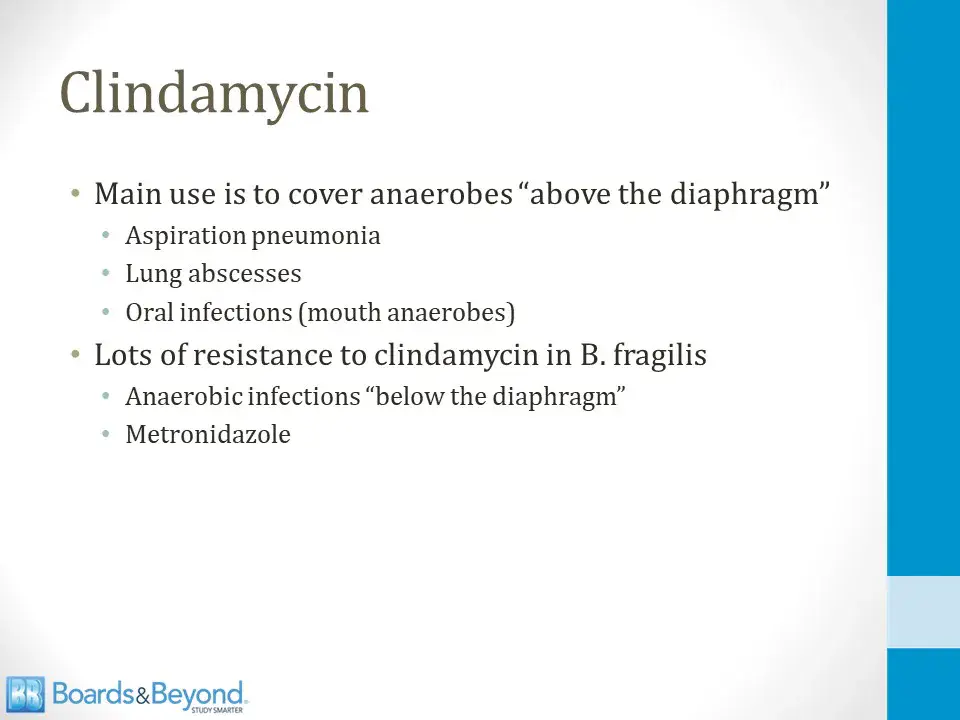 Clindamycin
• Main use is to cover anaerobes “above the diaphragm”
• Aspiration pneumonia
• Lung abscesses
• Oral infections (mouth anaerobes)
• Lots of resistance to clindamycin in B. fragilis
• Anaerobic infections “below the diaphragm”
• Metronidazole
BB Boards&Beyond.
STUDY SMARTER